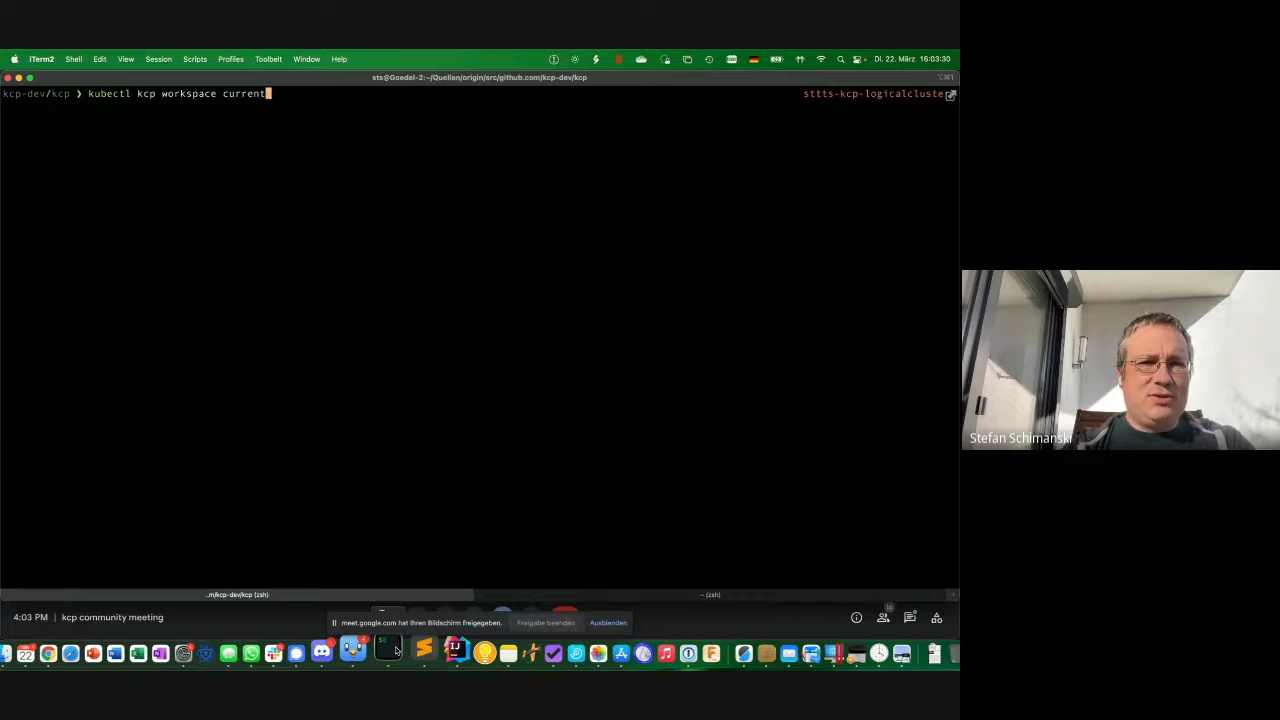 iTerm2 Shell Edit View Session Scripts Profiles Toolbelt Window Help Di. 22. März 16:03:30
sts@Goedel-2:~/Quellen/origin/src/github.com/kcp-dev/kcp ⌥⌘1
kcp-dev/kcp ❯ kubectl kcp workspace current sttts-kcp-logicalcluste
Stefan Schimanski
..m/kcp-dev/kcp (zsh) ~ (zsh)
4:03 PM | kcp community meeting
meet.google.com hat Ihren Bildschirm freigegeben. Freigabe beenden Ausblenden
16
22